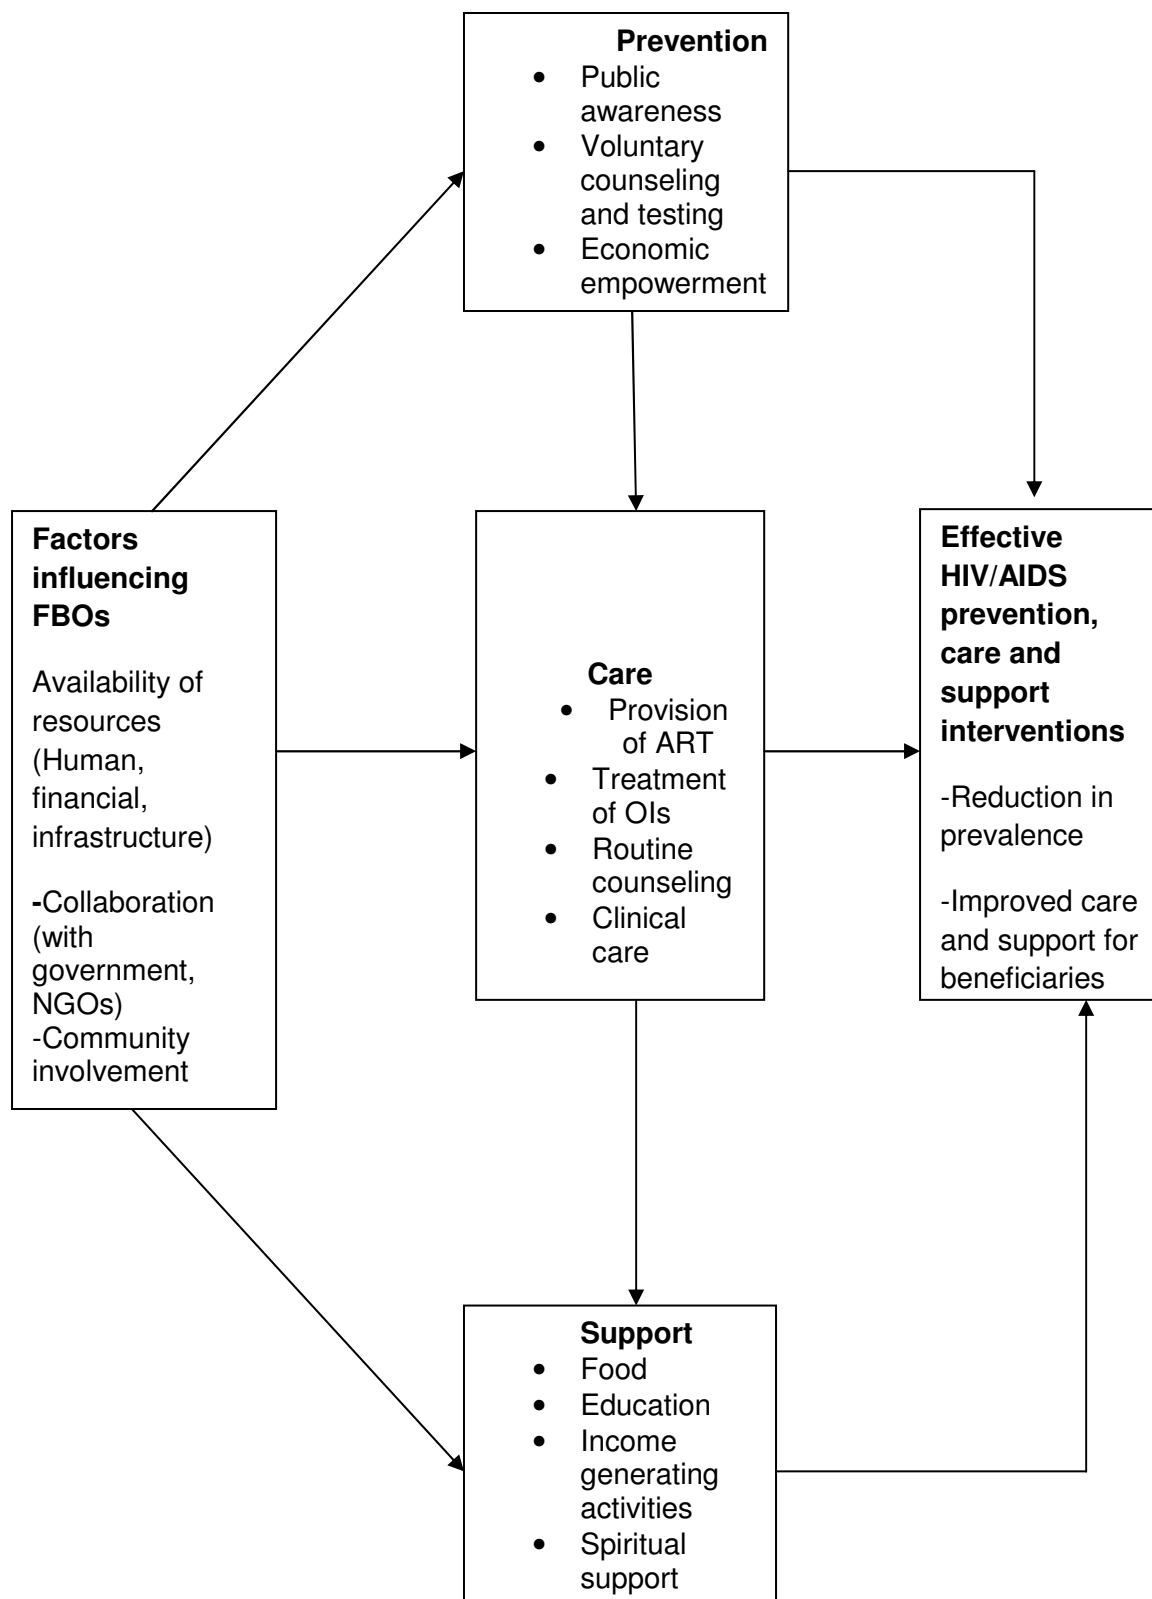 Prevention
• Public
awareness
• Voluntary
counseling
and testing
• Economic
empowerment
Factors
influencing
FBOs
Availability of
resources
(Human,
financial,
infrastructure)
-Collaboration
(with
government,
NGOs)
-Community
involvement
Care
• Provision
of ART
• Treatment
of OIs
• Routine
counseling
• Clinical
care
Effective
HIV/AIDS
prevention,
care and
support
interventions
-Reduction in
prevalence
-Improved care
and support for
beneficiaries
Support
• Food
• Education
• Income
generating
activities
• Spiritual
support